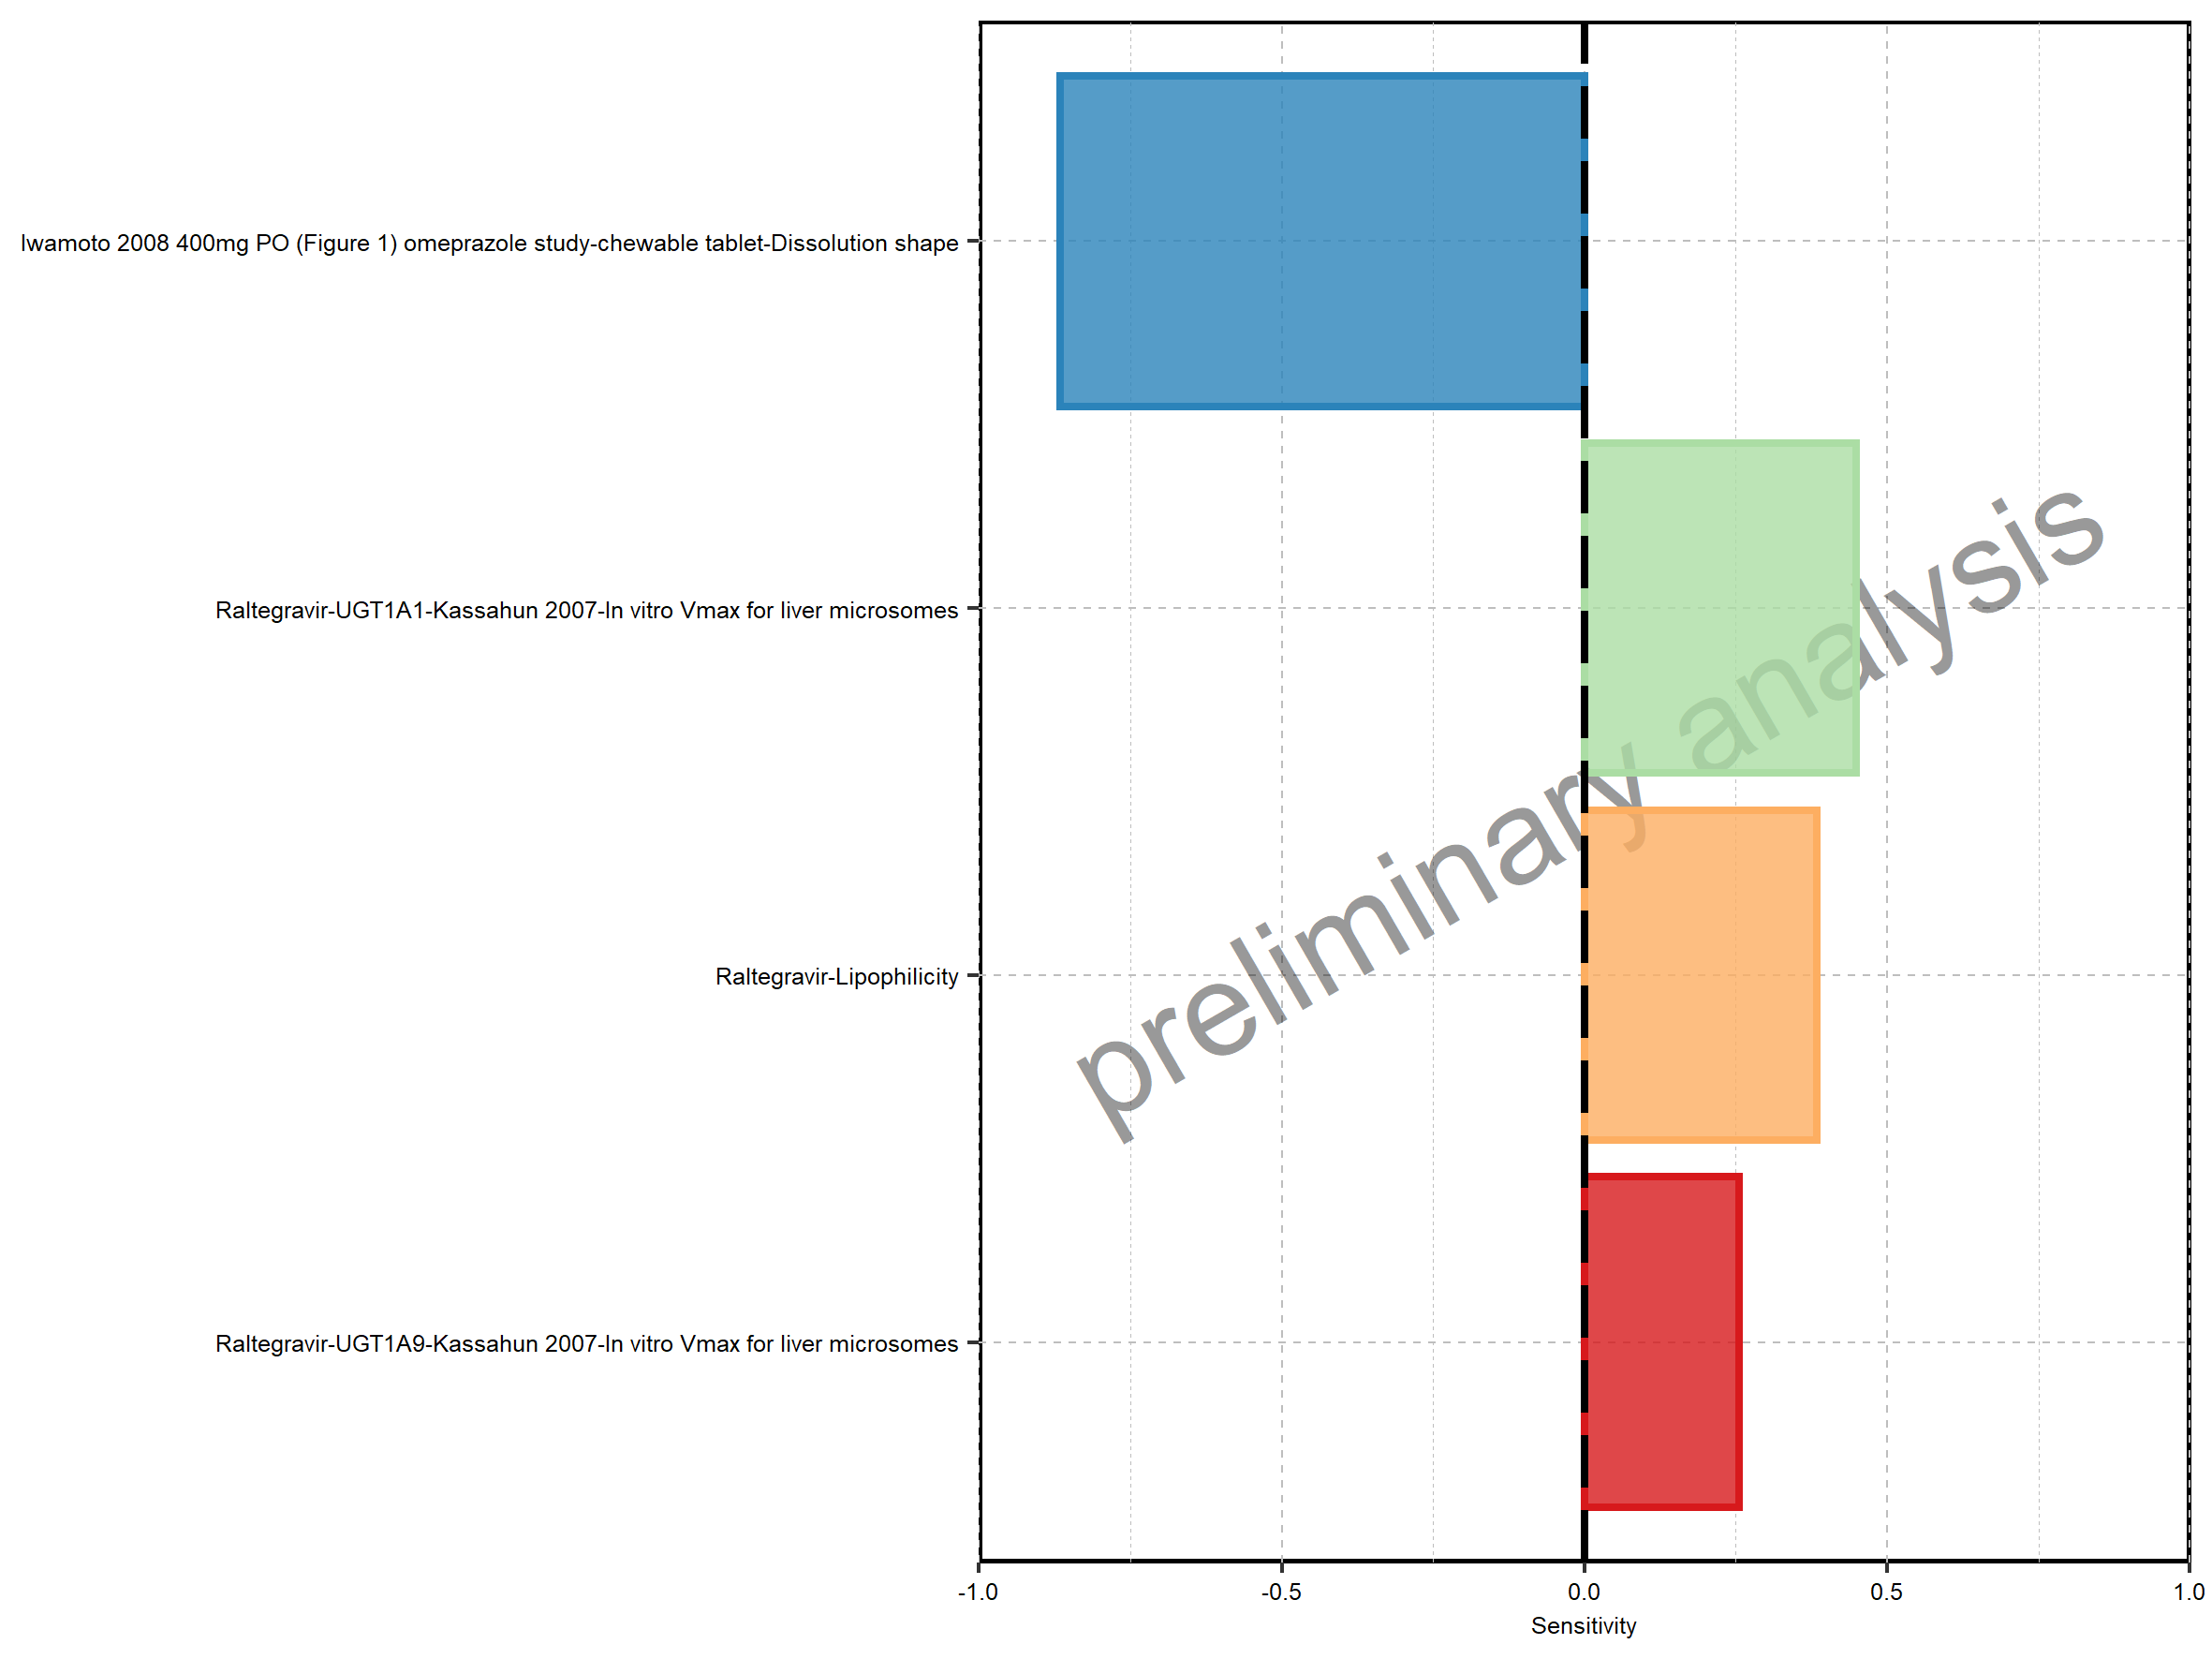 Iwamoto 2008 400mg PO (Figure 1) omeprazole study-chewable tablet-Dissolution shape
Raltegravir-UGT1A1-Kassahun 2007-In vitro Vmax for liver microsomes
Raltegravir-Lipophilicity
Raltegravir-UGT1A9-Kassahun 2007-In vitro Vmax for liver microsomes
preliminary analysis
-1.0 -0.5 0.0 0.5 1.0
Sensitivity